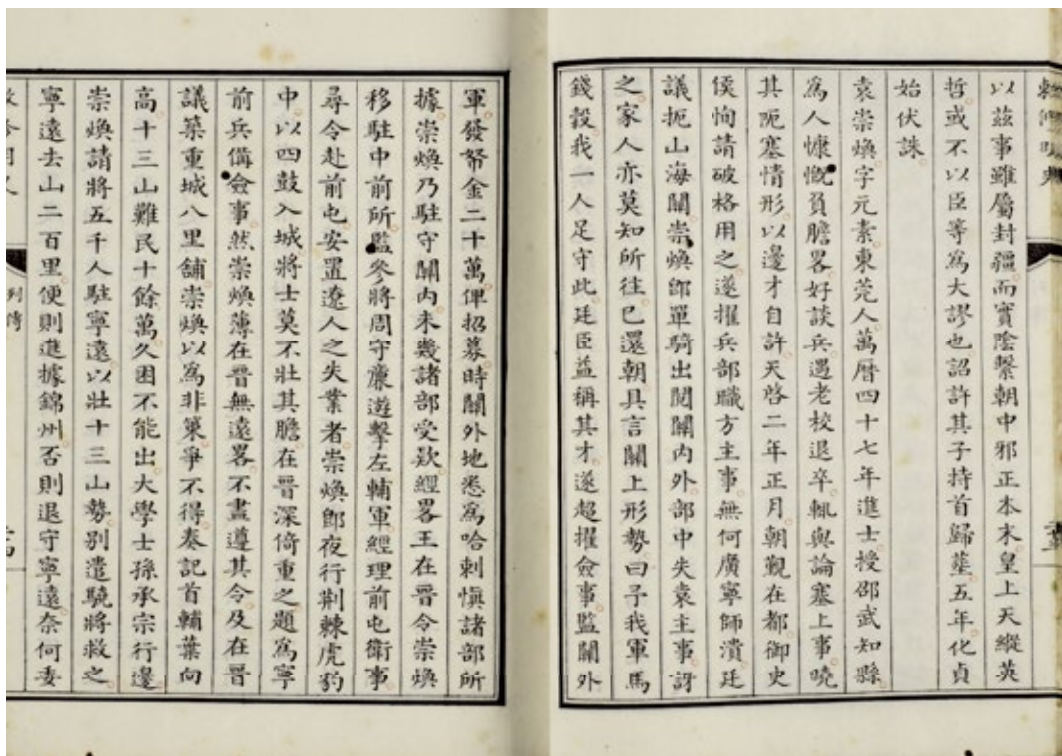 以茲事雖屬封疆而實陰繫朝中邪正本末皇上天縱英
哲或不以臣等為大謬也詔許其子持首歸塟五年化貞
始伏誅
袁崇煥字元素東莞人萬曆四十七年進士授邵武知縣
為人慷慨負膽畧好談兵遇老校退卒輒與論塞上事曉
其阨塞情形以邊才自許天啓二年正月朝覲在都御史
侯恂請破格用之遂擢兵部職方主事無何廣寧師潰廷
議扼山海關崇煥卽單騎出閱關內外部中失袁主事訝
之家人亦莫知所往已還朝具言關上形勢曰予我軍馬
錢穀我一人足守此廷臣益稱其才遂超擢僉事監關外
軍發帑金二十萬俾招募時關外地悉為哈剌慎諸部所
據崇煥乃駐守關內未幾諸部受欵經畧王在晉令崇煥
移駐中前所監參將周守廉遊擊左輔軍經理前屯衛事
尋令赴前屯安置遼人之失業者崇煥卽夜行荆棘虎豹
中以四鼓入城將士莫不壯其膽在晉深倚重之題為寧
前兵備僉事然崇煥薄在晉無遠畧不盡遵其令及在晉
議築重城八里舖崇煥以為非策爭不得奏記首輔葉向
高十三山難民十餘萬久困不能出大學士孫承宗行邊
崇煥請將五千人駐寧遠以壯十三山勢別遣驍將救之
寧遠去山二百里便則進據錦州否則退守寧遠奈何委
列傳